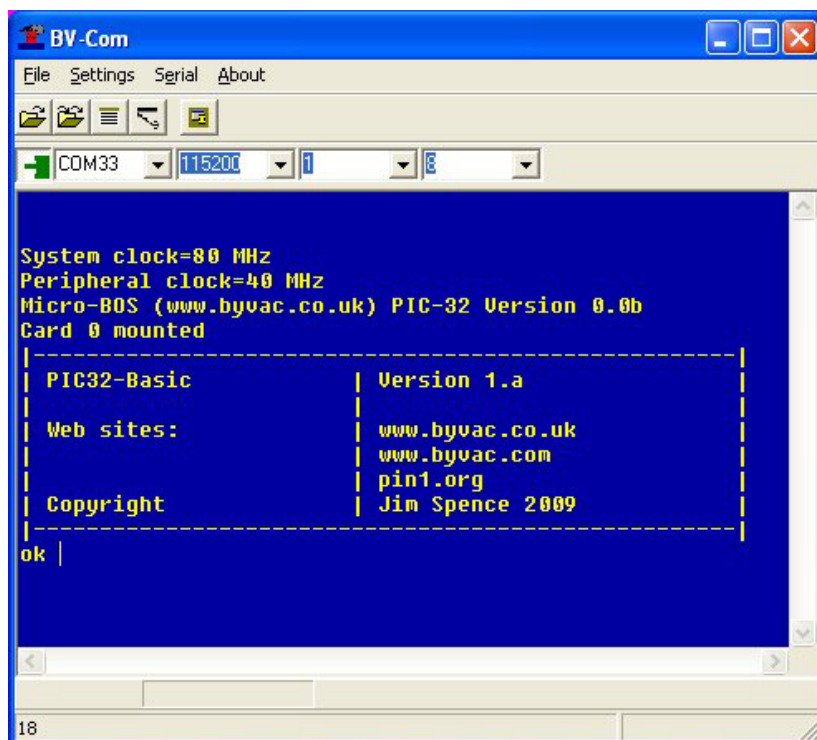 BV-Com
File Settings Serial About
COM33 115200 1 8
System clock=80 MHz
Peripheral clock=40 MHz
Micro-BOS (www.byvac.co.uk) PIC-32 Version 0.0b
Card 0 mounted
|------------------------------------------------------|
| PIC32-Basic | Version 1.a |
| | |
| Web sites: | www.byvac.co.uk |
| | www.byvac.com |
| | pin1.org |
| Copyright | Jim Spence 2009 |
|------------------------------------------------------|
ok
18